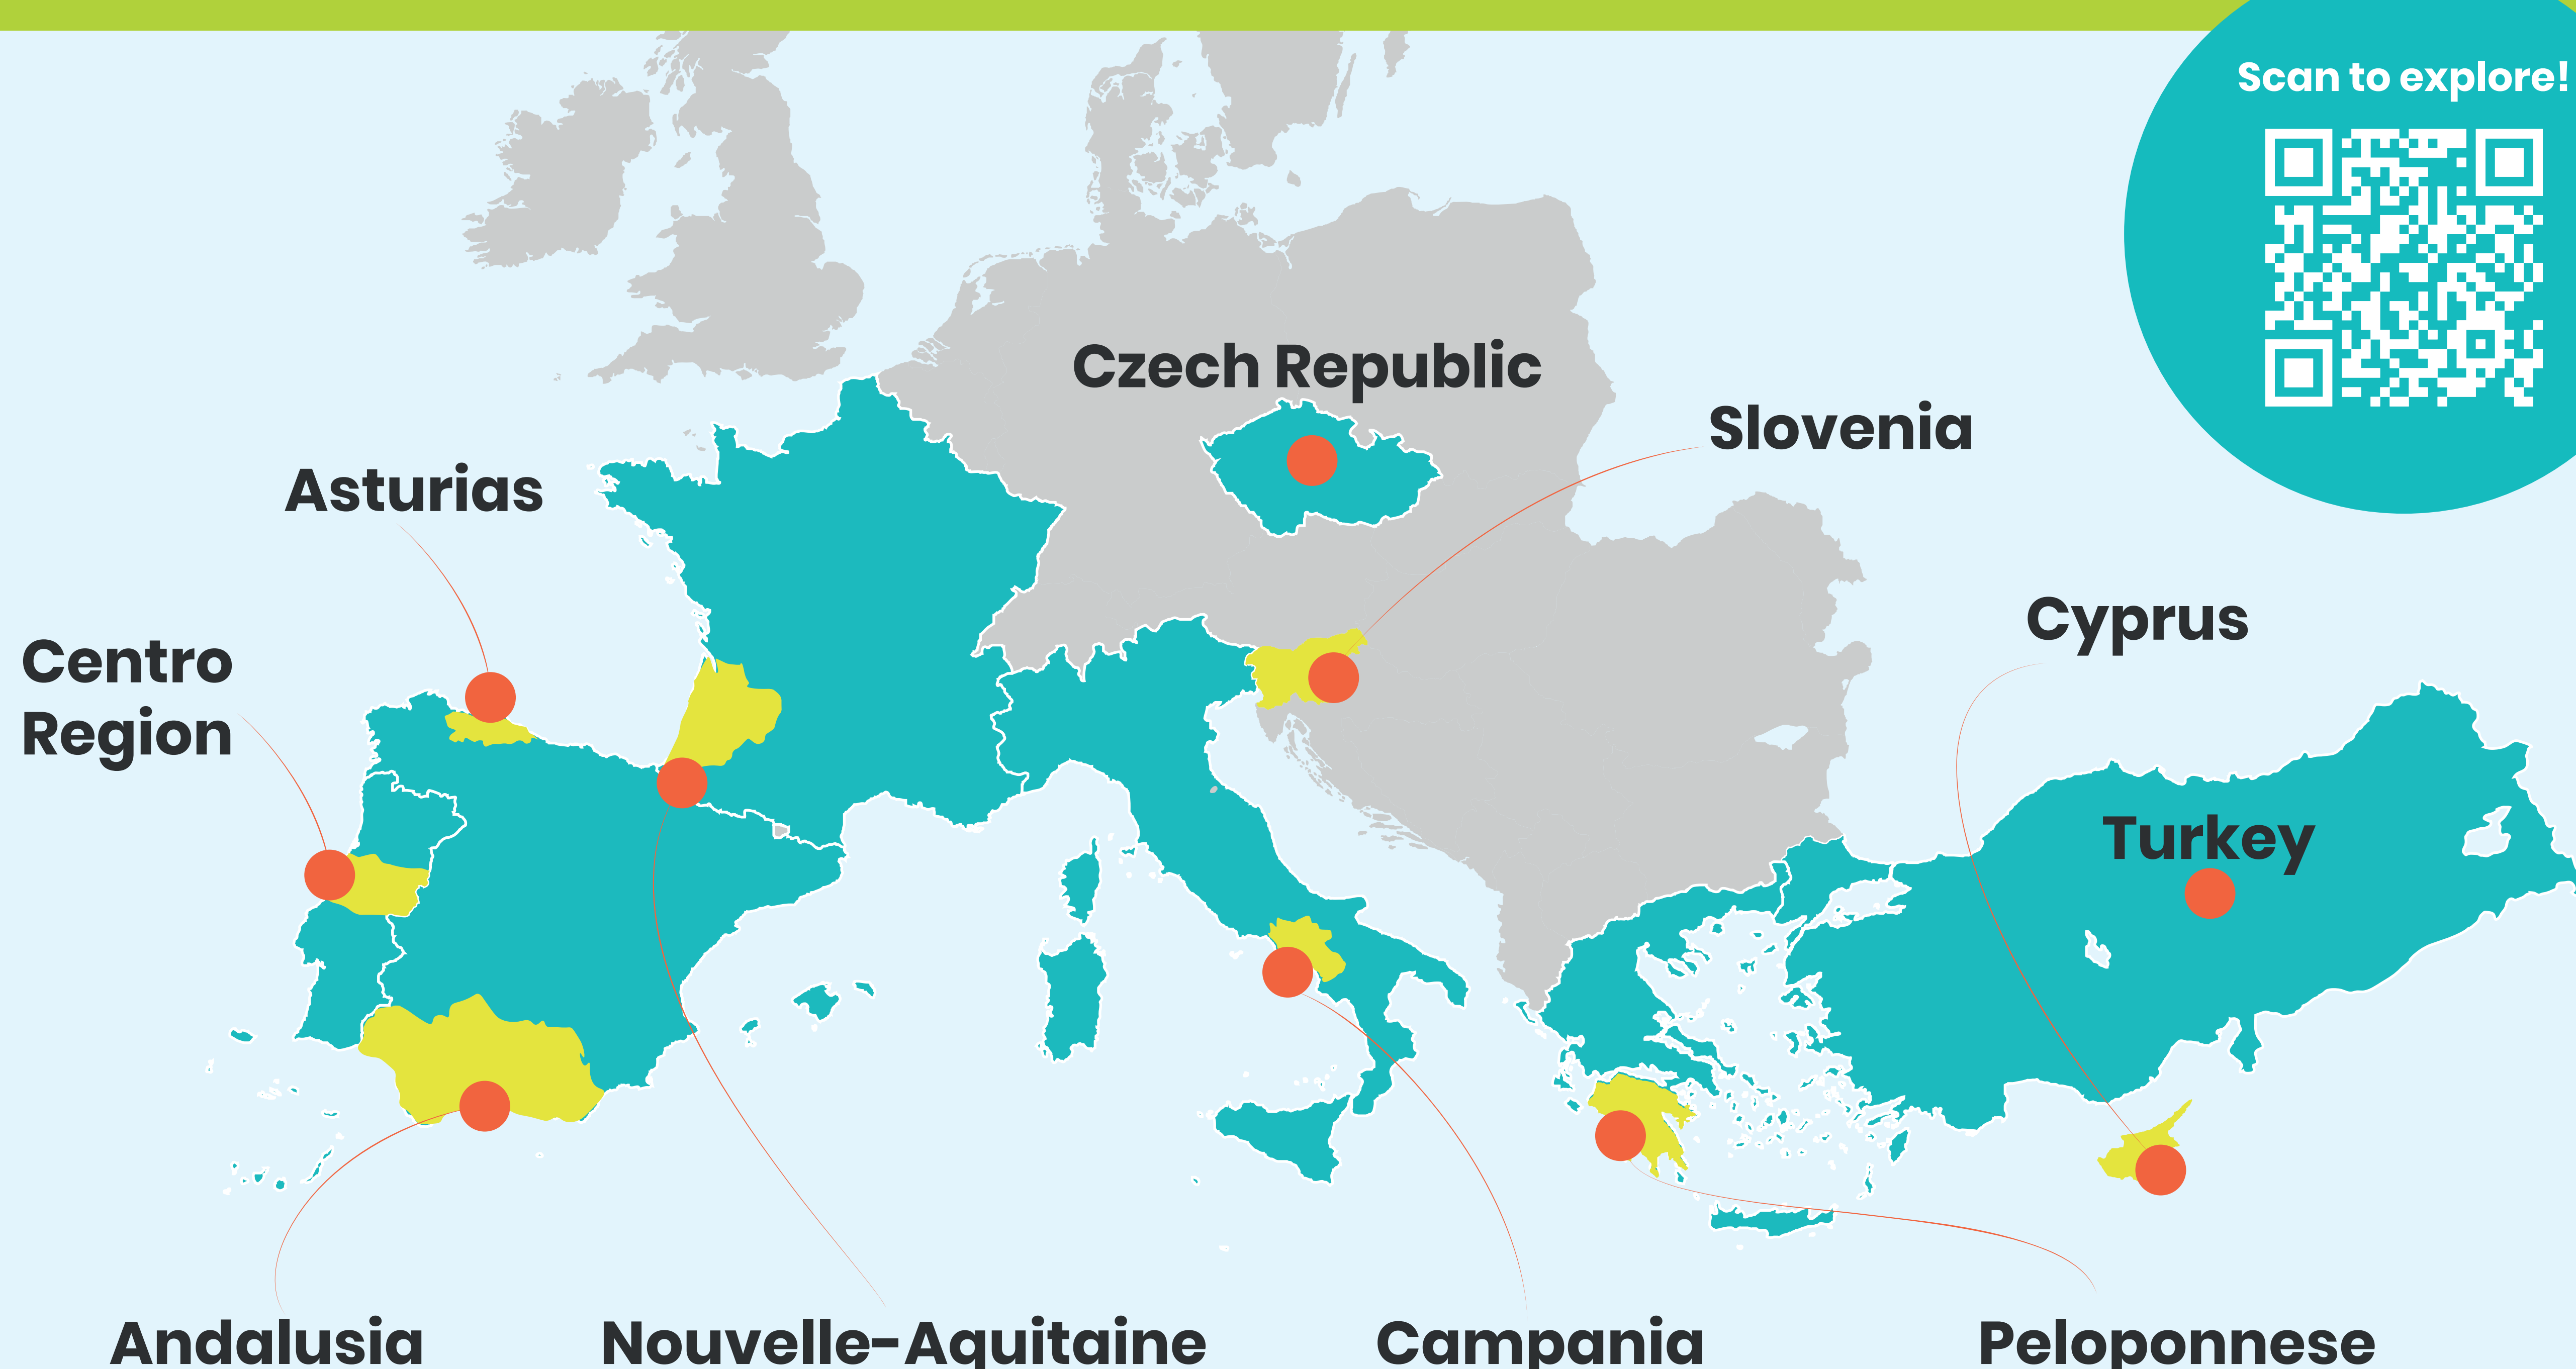 Scan to explore!
Czech Republic
Slovenia
Asturias
Cyprus
Centro
Region
Turkey
Andalusia
Nouvelle-Aquitaine
Campania
Peloponnese